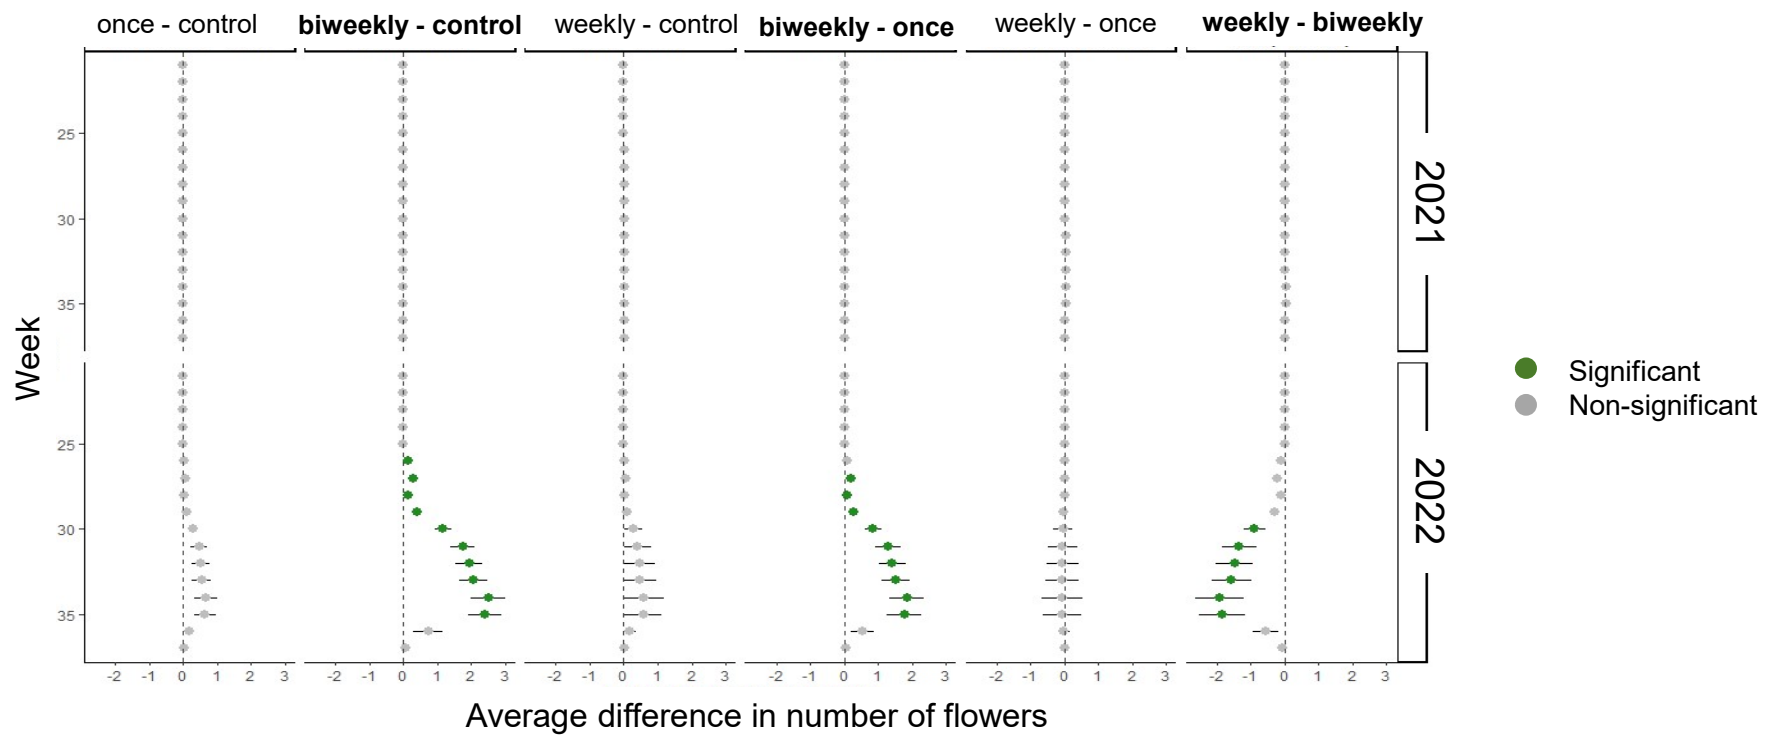 once - control biweekly - control weekly - control biweekly - once weekly - once weekly - biweekly
25
30
35
2021
Week
25
30
35
2022
Significant
Non-significant
-2 -1 0 1 2 3 -2 -1 0 1 2 3 -2 -1 0 1 2 3 -2 -1 0 1 2 3 -2 -1 0 1 2 3 -2 -1 0 1 2 3
Average difference in number of flowers